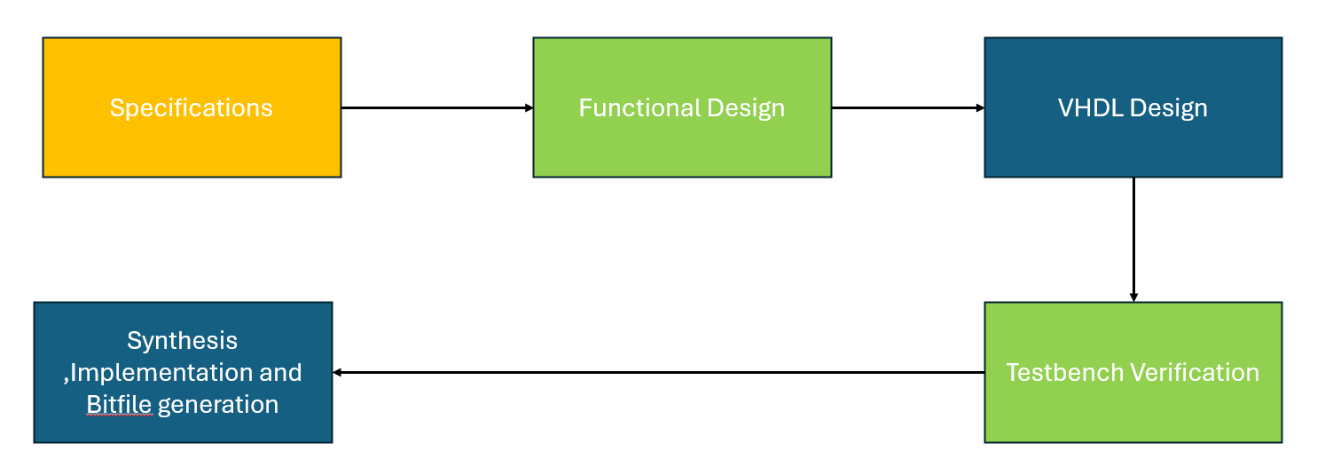 Specifications
Functional Design
VHDL Design
Testbench Verification
Synthesis
,Implementation and
Bitfile generation